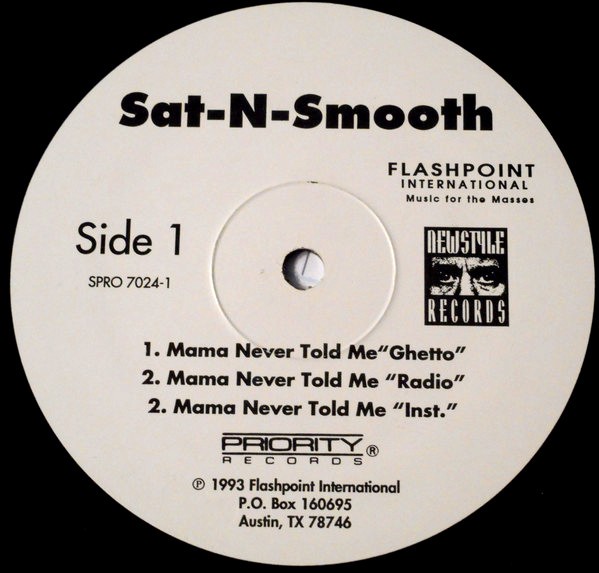 Sat-N-Smooth
FLASHPOINT
INTERNATIONAL
Music for the Masses
Side 1
SPRO 7024-1
NEWSTYLE
RECORDS
1. Mama Never Told Me“Ghetto”
2. Mama Never Told Me “Radio”
2. Mama Never Told Me “Inst.”
PRIORITY®
RECORDS
℗ 1993 Flashpoint International
P.O. Box 160695
Austin, TX 78746